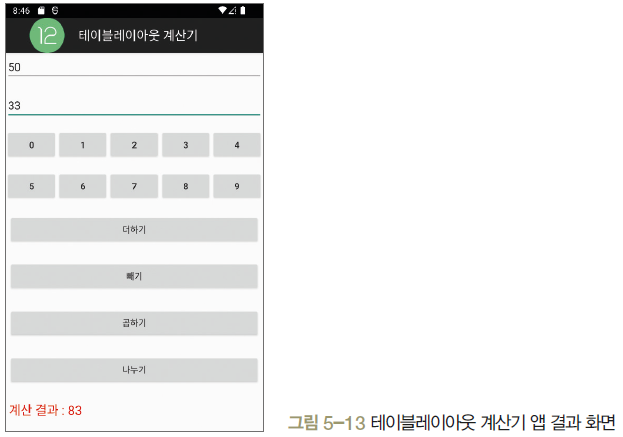 8:46
12 테이블레이아웃 계산기
50
33
0 1 2 3 4
5 6 7 8 9
더하기
빼기
곱하기
나누기
계산 결과 : 83
그림 5-13 테이블레이아웃 계산기 앱 결과 화면